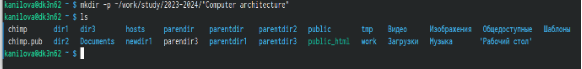 kanilova@dk3n62 ~ $ mkdir -p ~/work/study/2023-2024/"Computer architecture"
kanilova@dk3n62 ~ $ ls
chimp dir1 dir3 hosts parendir parentdir parentdir2 public tmp Видео Изображения Общедоступные Шаблоны
chimp.pub dir2 Documents newdir1 parendir3 parentdir1 parentdir3 public_html work Загрузки Музыка 'Рабочий стол'
kanilova@dk3n62 ~ $